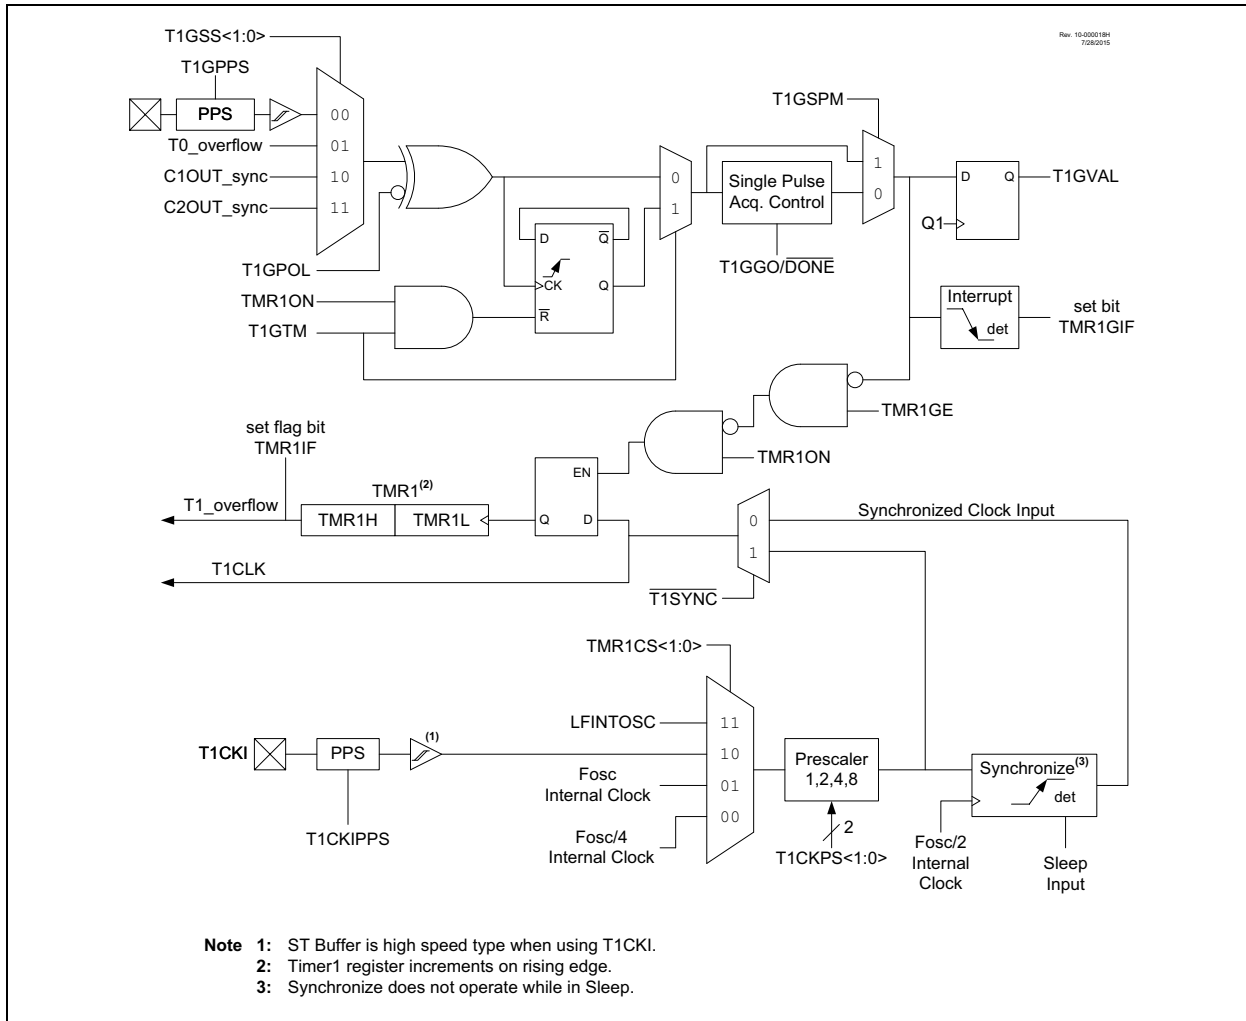 Rev. 10-000018H
7/28/2015
T1GSS<1:0>
T1GPPS
PPS
00
T0_overflow
01
C1OUT_sync
10
C2OUT_sync
11
T1GPOL
TMR1ON
T1GTM
D
Q
CK
Q
R
0
1
Single Pulse
Acq. Control
T1GGO/DONE
T1GSPM
1
0
D
Q
T1GVAL
Q1
Interrupt
det
set bit
TMR1GIF
TMR1GE
TMR1ON
set flag bit
TMR1IF
TMR1(2)
T1_overflow
TMR1H
TMR1L
EN
Q
D
T1CLK
0
1
T1SYNC
Synchronized Clock Input
TMR1CS<1:0>
LFINTOSC
11
T1CKI
PPS
(1)
10
Fosc
Internal Clock
01
Fosc/4
Internal Clock
00
T1CKIPPS
Prescaler
1,2,4,8
2
T1CKPS<1:0>
Synchronize(3)
det
Fosc/2
Internal
Clock
Sleep
Input
Note 1: ST Buffer is high speed type when using T1CKI.
2: Timer1 register increments on rising edge.
3: Synchronize does not operate while in Sleep.